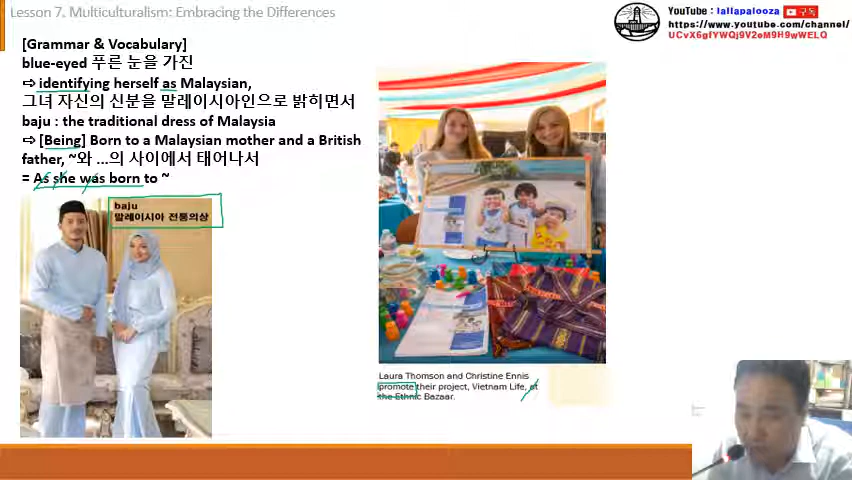 Lesson 7. Multiculturalism: Embracing the Differences
YouTube : lallapalooza 구독
https://www.youtube.com/channel/
UCvX6gfYWQj9V2eM9H9wWELQ
[Grammar & Vocabulary]
blue-eyed 푸른 눈을 가진
⇨ identifying herself as Malaysian,
그녀 자신의 신분을 말레이시아인으로 밝히면서
baju : the traditional dress of Malaysia
⇨ [Being] Born to a Malaysian mother and a British
father, ~와 ...의 사이에서 태어나서
= As she was born to ~
baju
말레이시아 전통의상
Laura Thomson and Christine Ennis
promote their project, Vietnam Life, at
the Ethnic Bazaar.